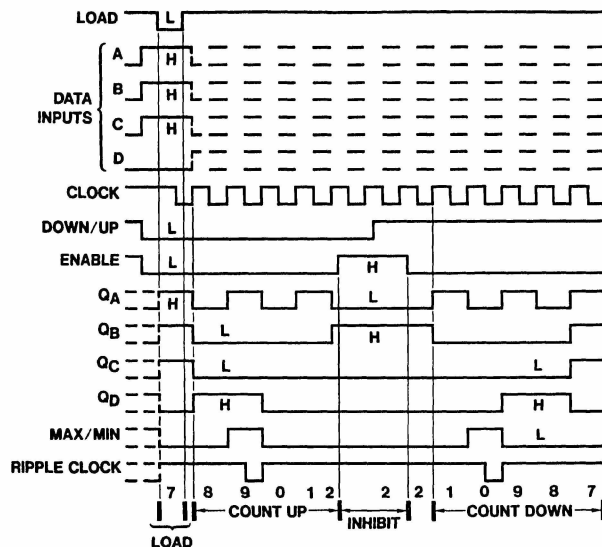 LOAD L
A H
B H
DATA INPUTS
C H
D
CLOCK
DOWN/UP L
ENABLE L H
QA H L
QB L H
QC L L
QD H H
MAX/MIN L
RIPPLE CLOCK
7 8 9 0 1 2 2 2 1 0 9 8 7
COUNT UP INHIBIT COUNT DOWN
LOAD